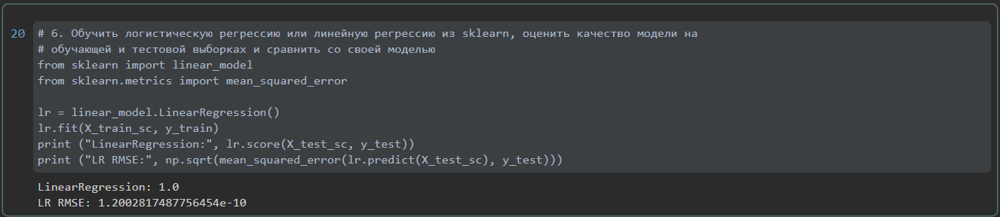 20
# 6. Обучить логистическую регрессию или линейную регрессию из sklearn, оценить качество модели на
# обучающей и тестовой выборках и сравнить со своей моделью
from sklearn import linear_model
from sklearn.metrics import mean_squared_error
lr = linear_model.LinearRegression()
lr.fit(X_train_sc, y_train)
print ("LinearRegression:", lr.score(X_test_sc, y_test))
print ("LR RMSE:", np.sqrt(mean_squared_error(lr.predict(X_test_sc), y_test)))
LinearRegression: 1.0
LR RMSE: 1.2002817487756454e-10